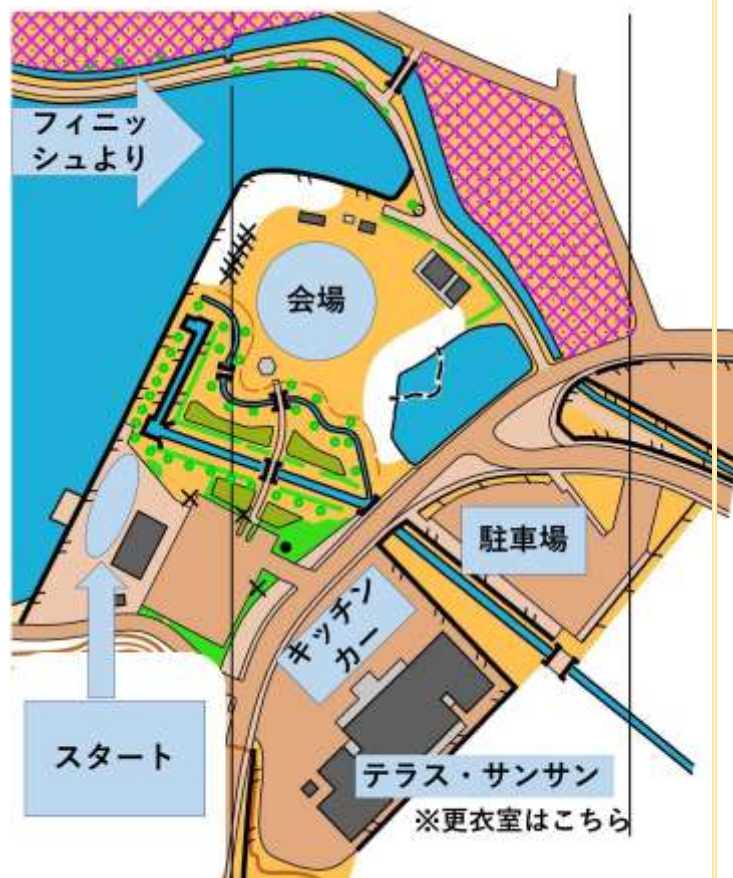 フィニッ
シュより
会場
駐車場
キッチン
カー
スタート
テラス・サンサン
※更衣室はこちら